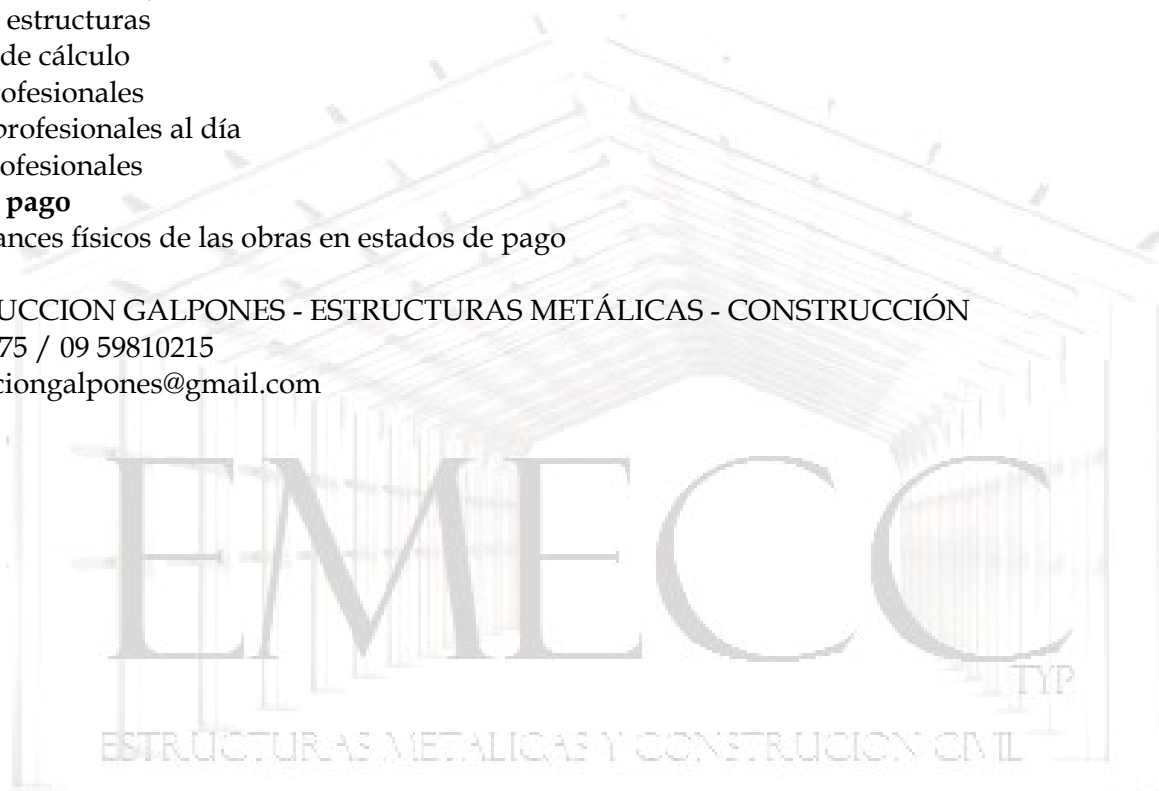 estructuras
de cálculo
ofesionales
profesionales al día
ofesionales
pago
ances físicos de las obras en estados de pago
UCCION GALPONES - ESTRUCTURAS METÁLICAS - CONSTRUCCIÓN
75 / 09 59810215
ciongalpones@gmail.com
EMECC
TYP
ESTRUCTURAS METALICAS Y CONSTRUCION CIVIL